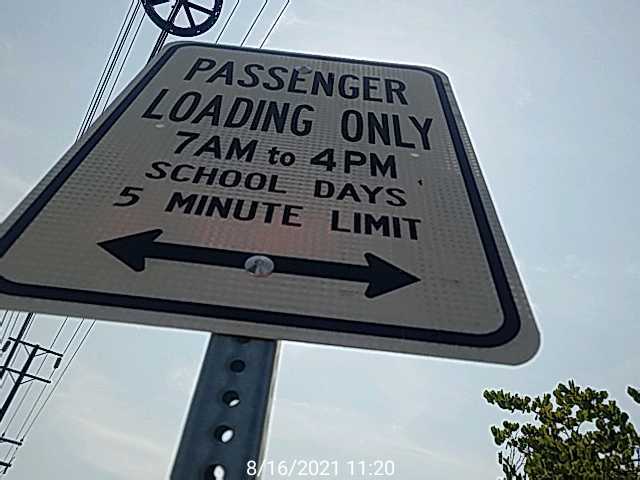 PASSENGER
LOADING ONLY
7AM to 4PM
SCHOOL DAYS
5 MINUTE LIMIT
8/16/2021 11:20